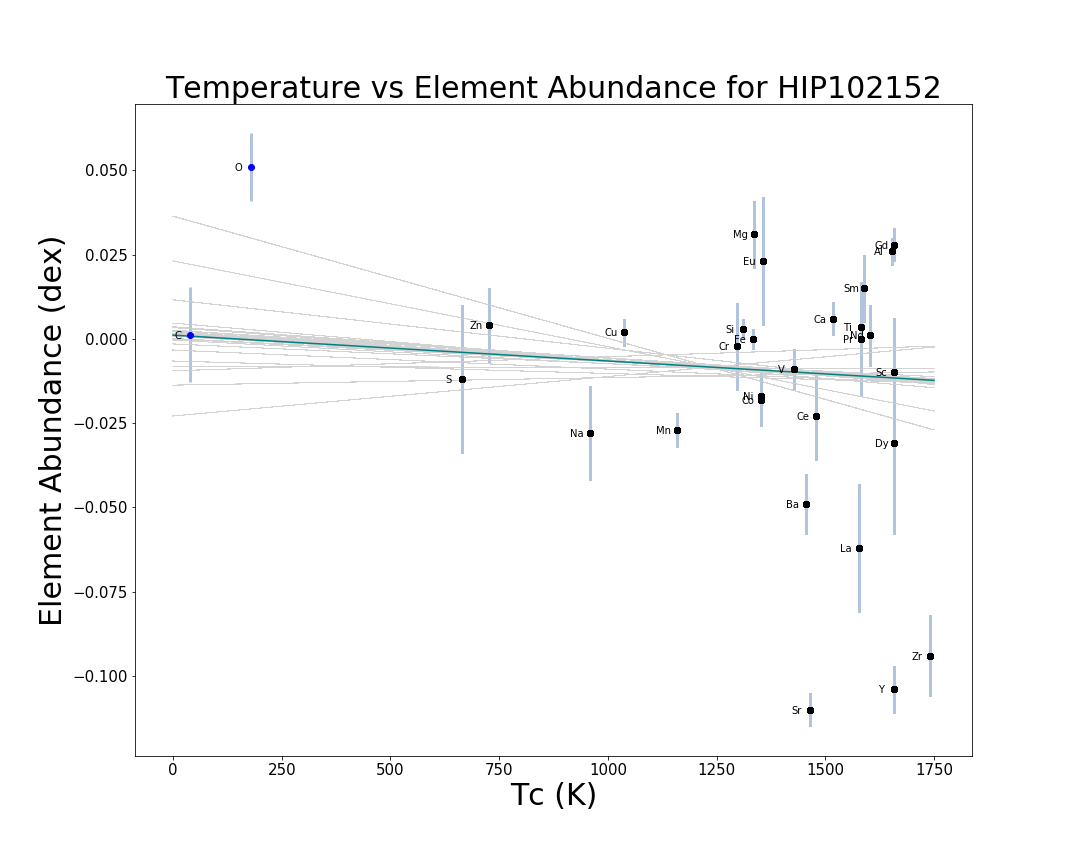 Temperature vs Element Abundance for HIP102152
Element Abundance (dex)
0.050
0.025
0.000
−0.025
−0.050
−0.075
−0.100
O
C
S
Zn
Na
Cu
Mn
Mg
Eu
Si
Fe
Cr
Ni
Co
V
Ce
Ba
Sr
Ca
Sm
Ti
Nd
Pr
Gd
Al
Sc
Dy
La
Zr
Y
0
250
500
750
1000
1250
1500
1750
Tc (K)